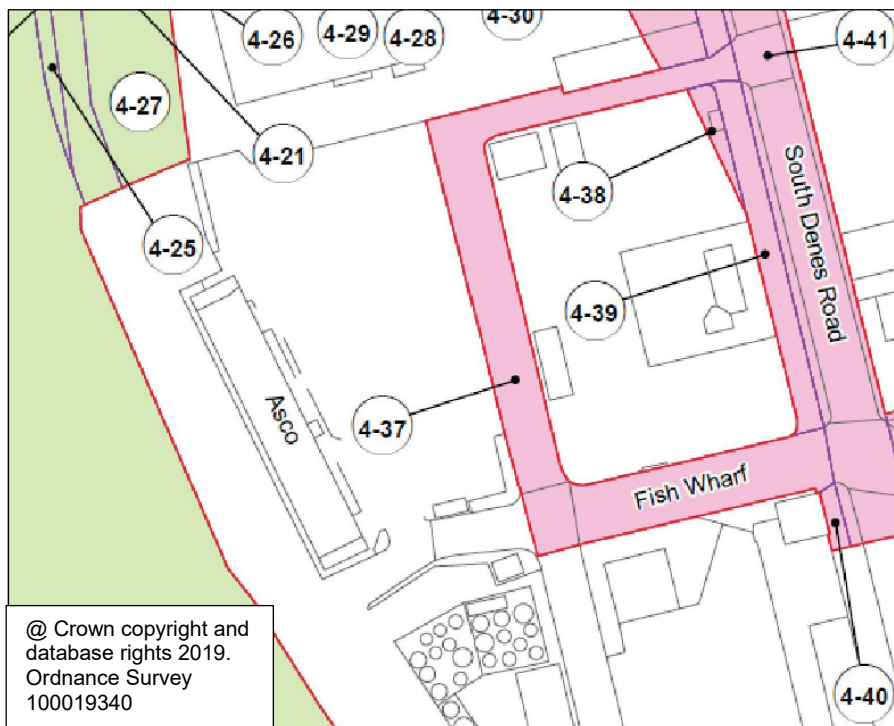 4-30
4-26
4-29
4-28
4-41
4-27
4-21
4-38
4-25
South Denes Road
4-39
Asco
4-37
Fish Wharf
@ Crown copyright and
database rights 2019.
Ordnance Survey
100019340
4-40